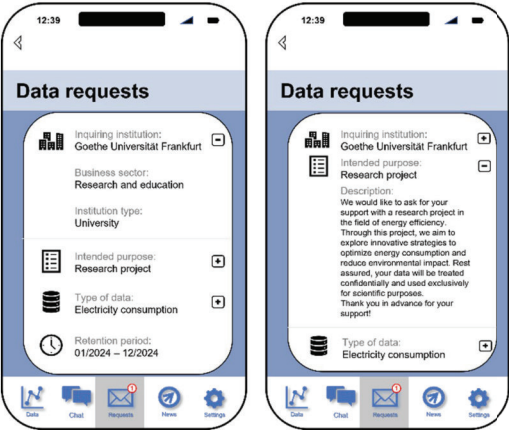 12:39
Data requests
Inquiring institution:
Goethe Universität Frankfurt
Business sector:
Research and education
Institution type:
University
Intended purpose:
Research project
Type of data:
Electricity consumption
Retention period:
01/2024 – 12/2024
1
Data
Chat
Requests
News
Settings
12:39
Data requests
Inquiring institution:
Goethe Universität Frankfurt
Intended purpose:
Research project
Description:
We would like to ask for your
support with a research project in
the field of energy efficiency.
Through this project, we aim to
explore innovative strategies to
optimize energy consumption and
reduce environmental impact. Rest
assured, your data will be treated
confidentially and used exclusively
for scientific purposes.
Thank you in advance for your
support!
Type of data:
Electricity consumption
1
Data
Chat
Requests
News
Settings